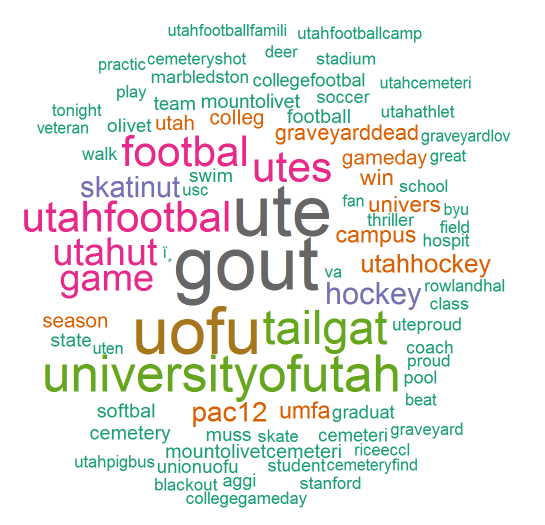 utahfootballfamili utahfootballcamp
practic cemeteryshot deer stadium
marbledston collegefootbal utahcemeteri
play team mountolivet soccer
tonight olivet utah colleg football utahathlet
veteran graveyarddead graveyardlov
walk footbal utes gameday great
skatinut usc swim win school
utahfootbal ute fan univers byu
thriller field
utahut ï¸ gout campus hospit
game va utahhockey
hockey rowlandhal
class
season uofu tailgat uteproud
state uten coach
universityofutah proud
pool
beat
softbal pac12 umfa graduat
cemetery muss skate cemeteri graveyard
mountolivetcemeteri riceeccl
utahpigbus unionuofu student cemeteryfind
blackout aggi stanford
collegegameday